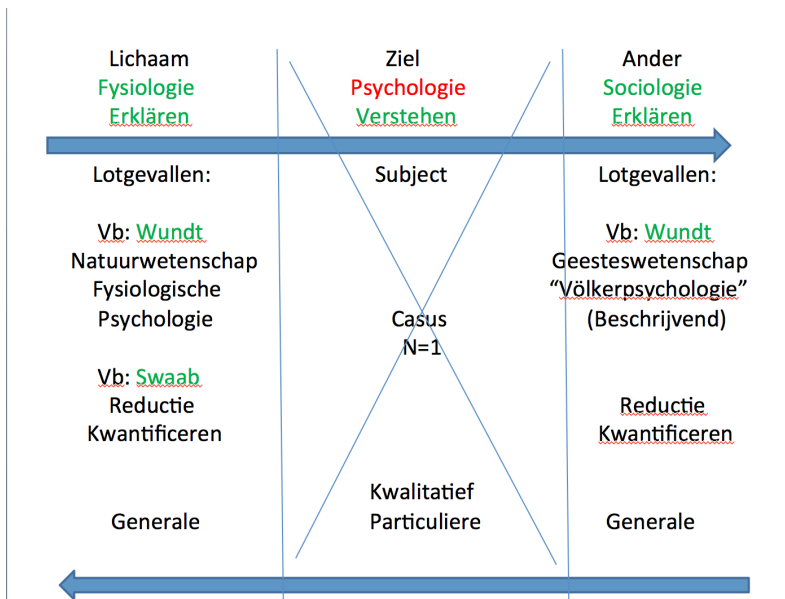 Lichaam
Fysiologie
Erklären
Lotgevallen:
Vb: Wundt
Natuurwetenschap
Fysiologische
Psychologie
Vb: Swaab
Reductie
Kwantificeren
Generale
Ziel
Psychologie
Verstehen
Subject
Casus
N=1
Kwalitatief
Particuliere
Ander
Sociologie
Erklären
Lotgevallen:
Vb: Wundt
Geesteswetenschap
“Völkerpsychologie”
(Beschrijvend)
Reductie
Kwantificeren
Generale